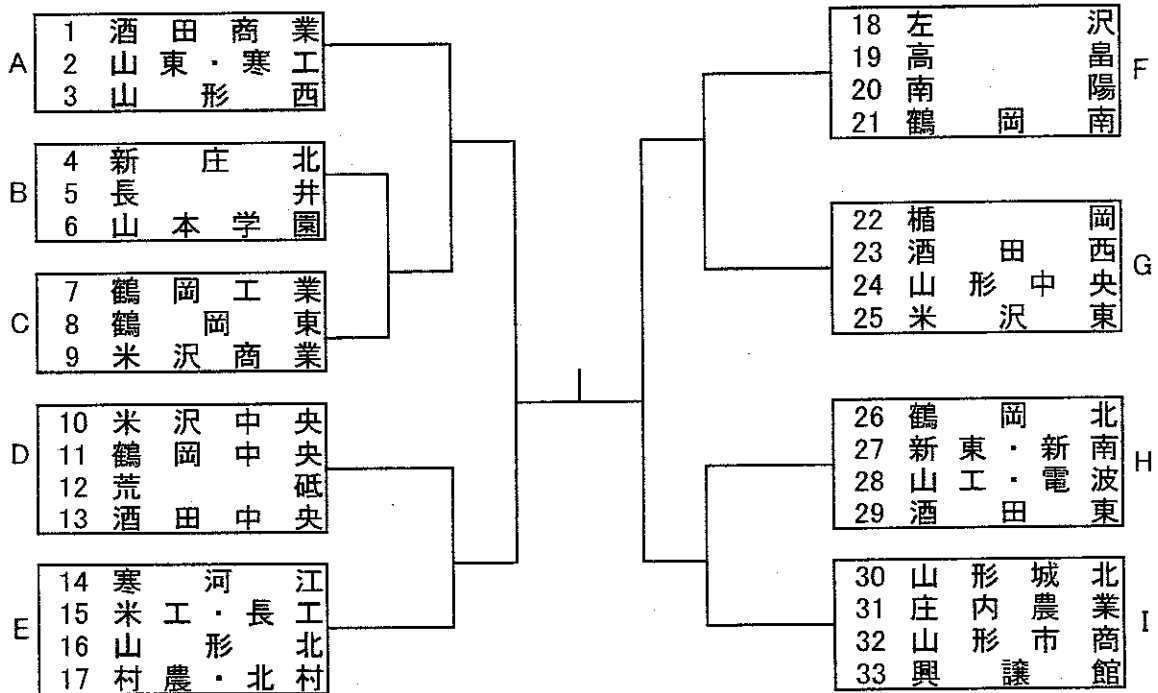 A
1 酒田商業
2 山東・寒工
3 山形西
B
4 新庄北
5 長井
6 山本学園
C
7 鶴岡工業
8 鶴岡東
9 米沢商業
D
10 米沢中央
11 鶴岡中央
12 荒砥
13 酒田中央
E
14 寒河江
15 米工・長工
16 山形北
17 村農・北村
18 左沢
19 高畠
20 南陽
21 鶴岡南
F
22 楯岡
23 酒田西
24 山形中央
25 米沢東
G
26 鶴岡北
27 新東・新南
28 山工・電波
29 酒田東
H
30 山形城北
31 庄内農業
32 山形市商
33 興譲館
I